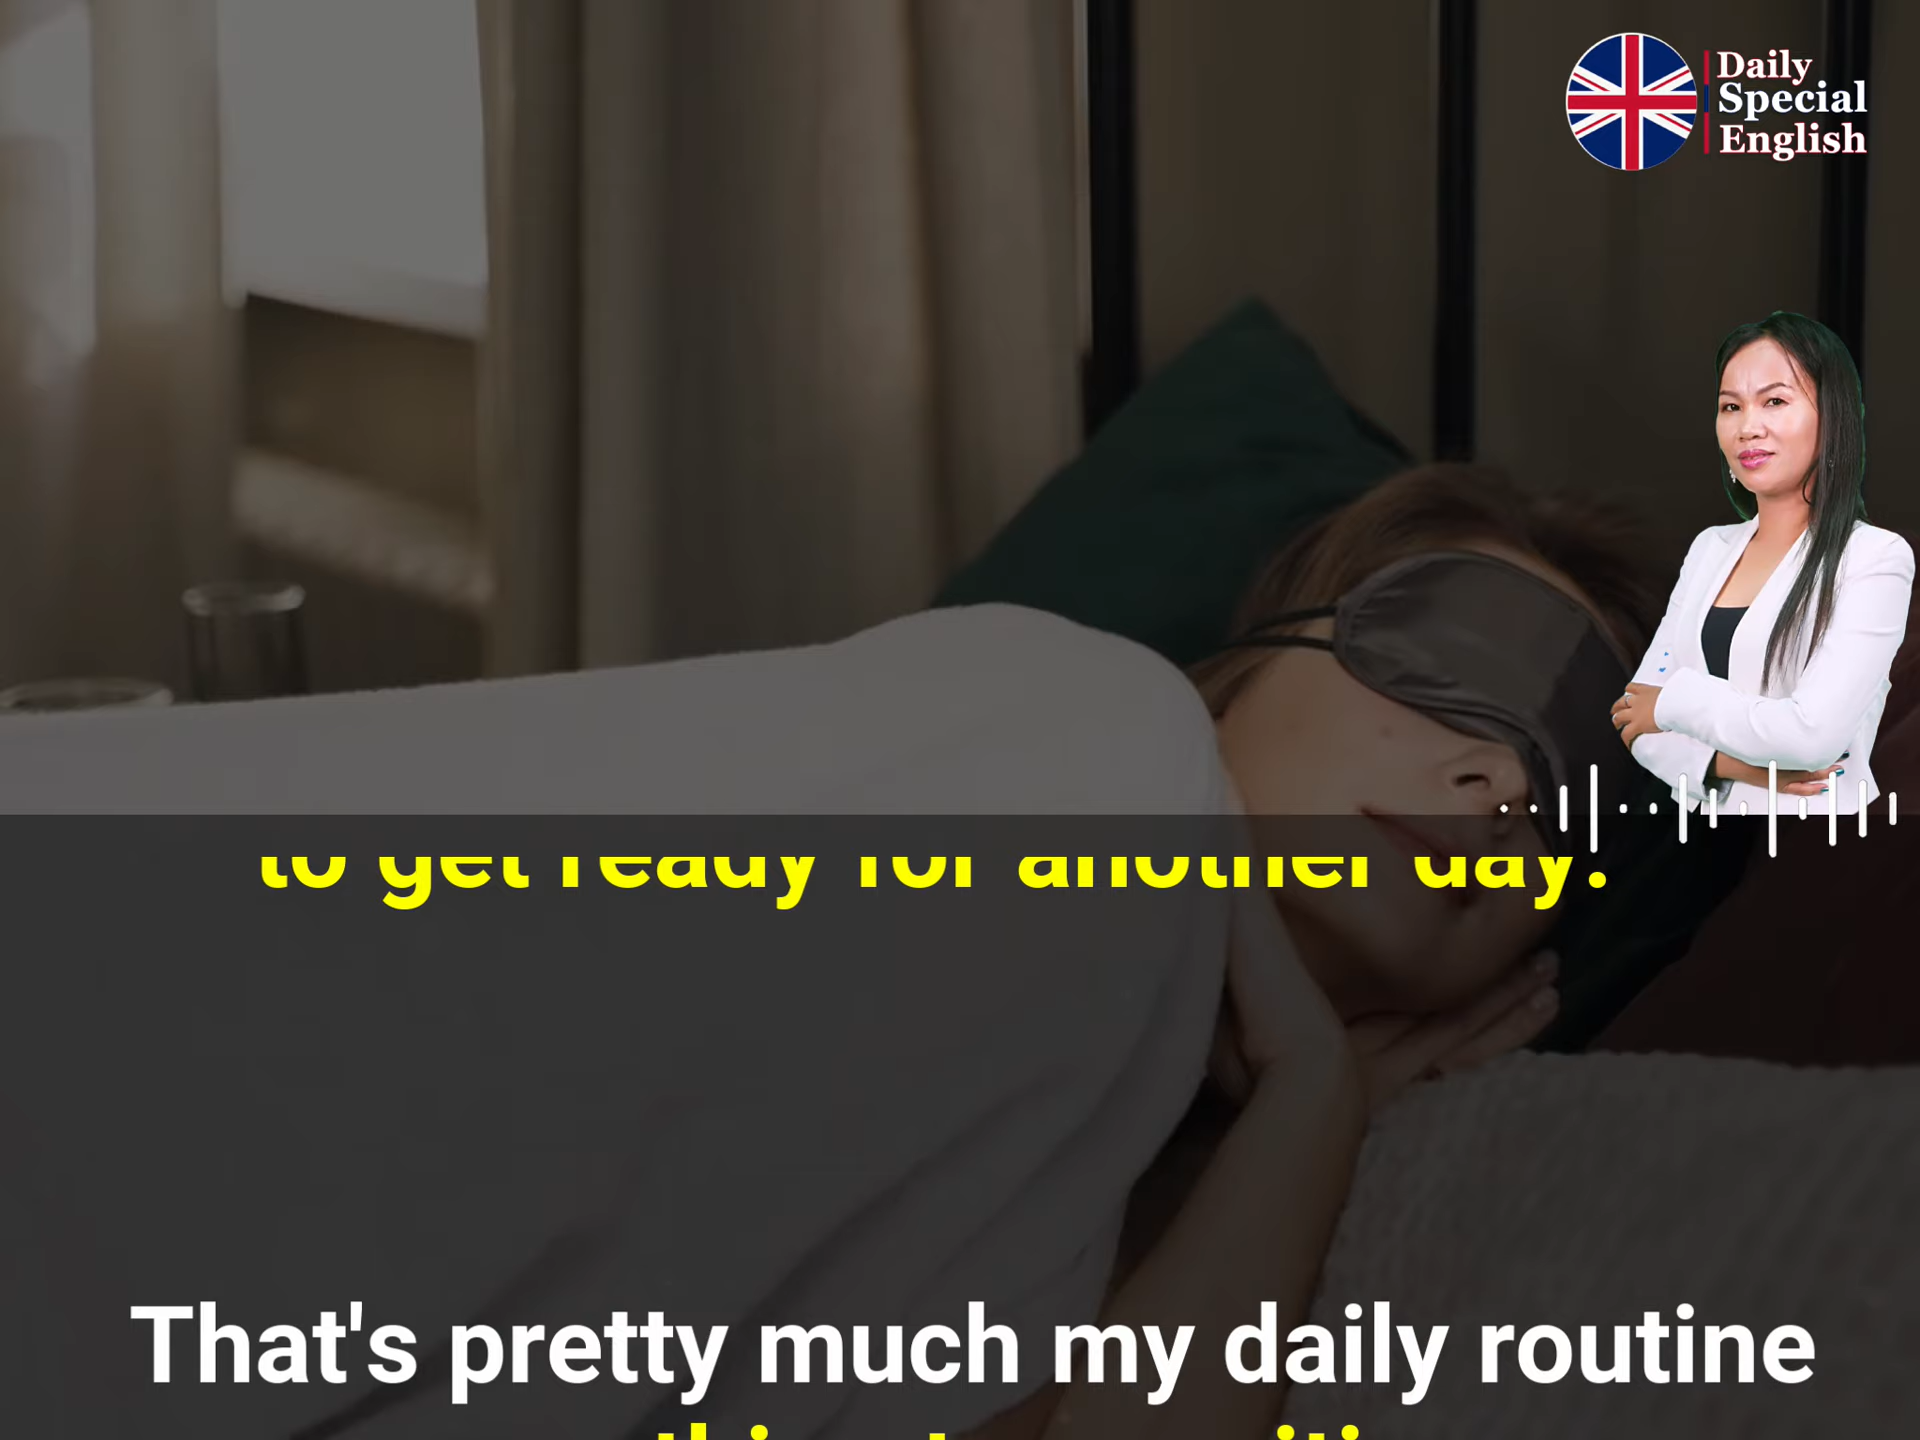 Daily
Special
English
to get ready for another day.
That's pretty much my daily routine